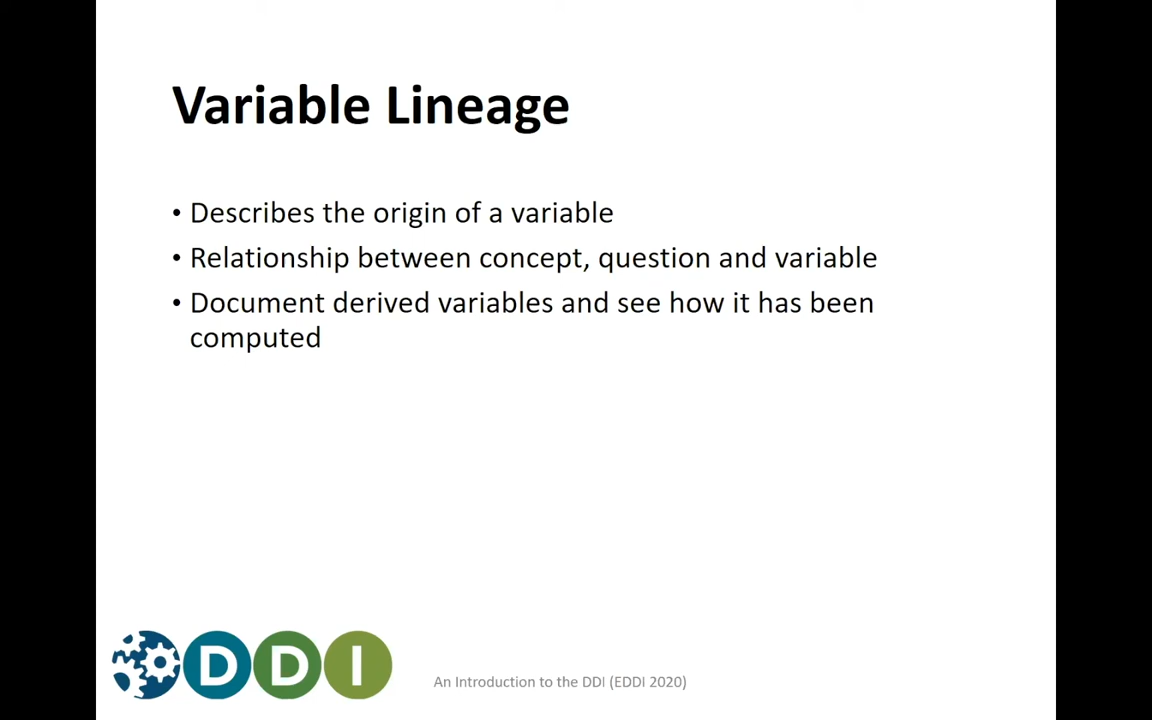 Variable Lineage
• Describes the origin of a variable
• Relationship between concept, question and variable
• Document derived variables and see how it has been
computed
DDI
An Introduction to the DDI (EDDI 2020)